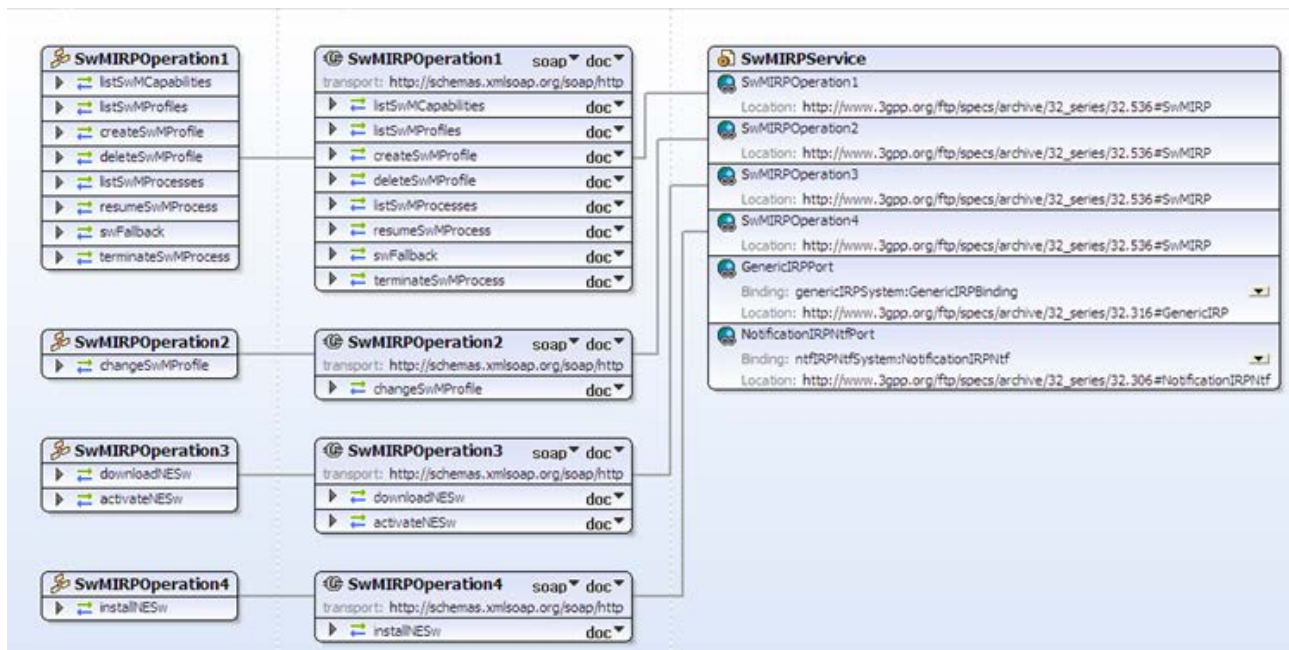 SwMIRPOperation1
listSwMCapabilities
listSwMProfiles
createSwMProfile
deleteSwMProfile
listSwMProcesses
resumeSwMProcess
swFallback
terminateSwMProcess
SwMIRPOperation2
changeSwMProfile
SwMIRPOperation3
downloadNESw
activateNESw
SwMIRPOperation4
installNESw
SwMIRPOperation1 soap doc
transport: http://schemas.xmlsoap.org/soap/http
listSwMCapabilities doc
listSwMProfiles doc
createSwMProfile doc
deleteSwMProfile doc
listSwMProcesses doc
resumeSwMProcess doc
swFallback doc
terminateSwMProcess doc
SwMIRPOperation2 soap doc
transport: http://schemas.xmlsoap.org/soap/http
changeSwMProfile doc
SwMIRPOperation3 soap doc
transport: http://schemas.xmlsoap.org/soap/http
downloadNESw doc
activateNESw doc
SwMIRPOperation4 soap doc
transport: http://schemas.xmlsoap.org/soap/http
installNESw doc
SwMIRPService
SwMIRPOperation1
Location: http://www.3gpp.org/ftp/specs/archive/32_series/32.536#SwMIRP
SwMIRPOperation2
Location: http://www.3gpp.org/ftp/specs/archive/32_series/32.536#SwMIRP
SwMIRPOperation3
Location: http://www.3gpp.org/ftp/specs/archive/32_series/32.536#SwMIRP
SwMIRPOperation4
Location: http://www.3gpp.org/ftp/specs/archive/32_series/32.536#SwMIRP
GenericIRPPort
Binding: genericIRPSystem:GenericIRPBinding
Location: http://www.3gpp.org/ftp/specs/archive/32_series/32.316#GenericIRP
NotificationIRPNtfPort
Binding: ntfIRPNtfSystem:NotificationIRPNtf
Location: http://www.3gpp.org/ftp/specs/archive/32_series/32.306#NotificationIRPNtf